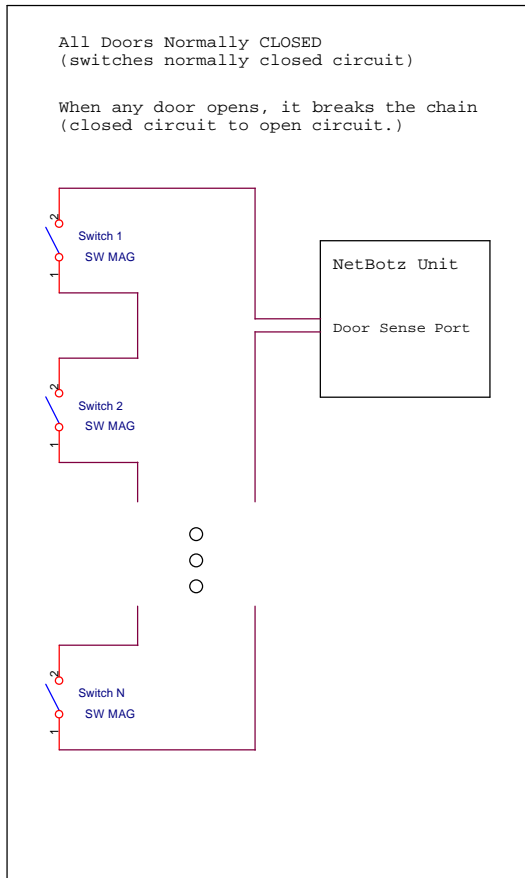 All Doors Normally CLOSED
(switches normally closed circuit)
When any door opens, it breaks the chain
(closed circuit to open circuit.)
2
Switch 1
SW MAG
1
NetBotz Unit
Door Sense Port
2
Switch 2
SW MAG
1
2
Switch N
SW MAG
1